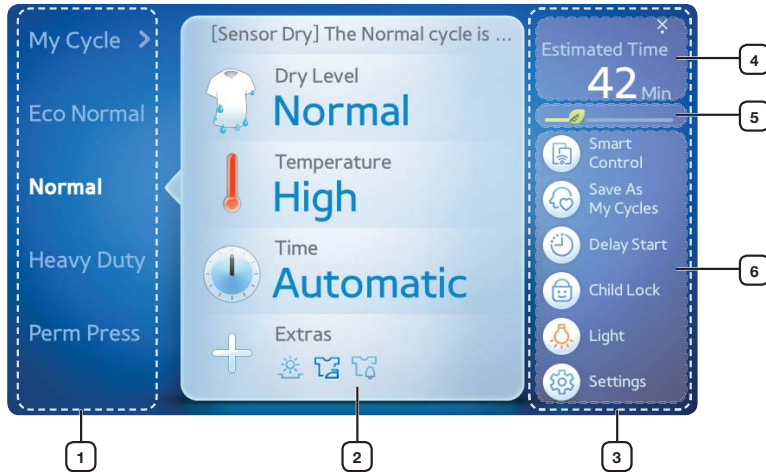 My Cycle >
Eco Normal
Normal
Heavy Duty
Perm Press
[Sensor Dry] The Normal cycle is ...
Dry Level
Normal
Temperature
High
Time
Automatic
Extras
Estimated Time
42 Min
Smart
Control
Save As
My Cycles
Delay Start
Child Lock
Light
Settings
4
5
6
1
2
3